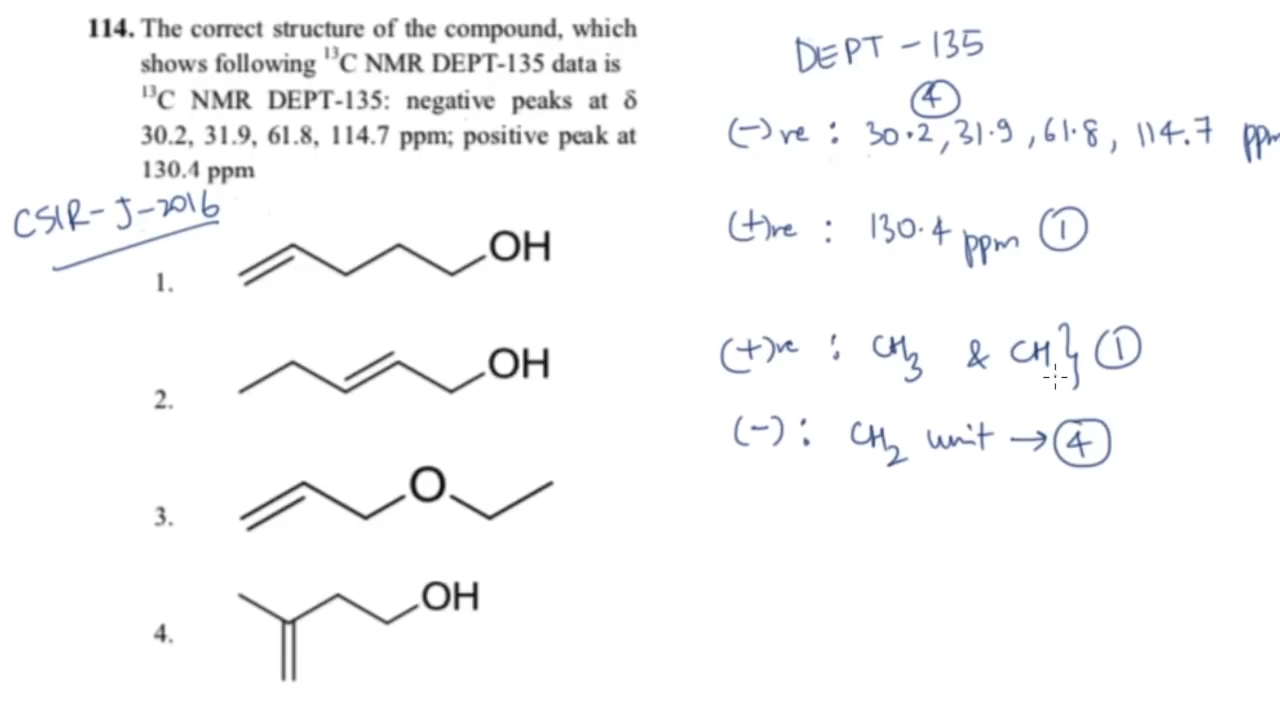 114. The correct structure of the compound, which
shows following ¹³C NMR DEPT-135 data is
¹³C NMR DEPT-135: negative peaks at δ
30.2, 31.9, 61.8, 114.7 ppm; positive peak at
130.4 ppm
CSIR-J-2016
1.
OH
2.
OH
3.
O
4.
OH
DEPT - 135
4
(-)ve : 30.2, 31.9, 61.8, 114.7 ppm
(+)re : 130.4 ppm 1
(+)ve : CH₃ & CH} 1
(-) : CH₂ unit → 4